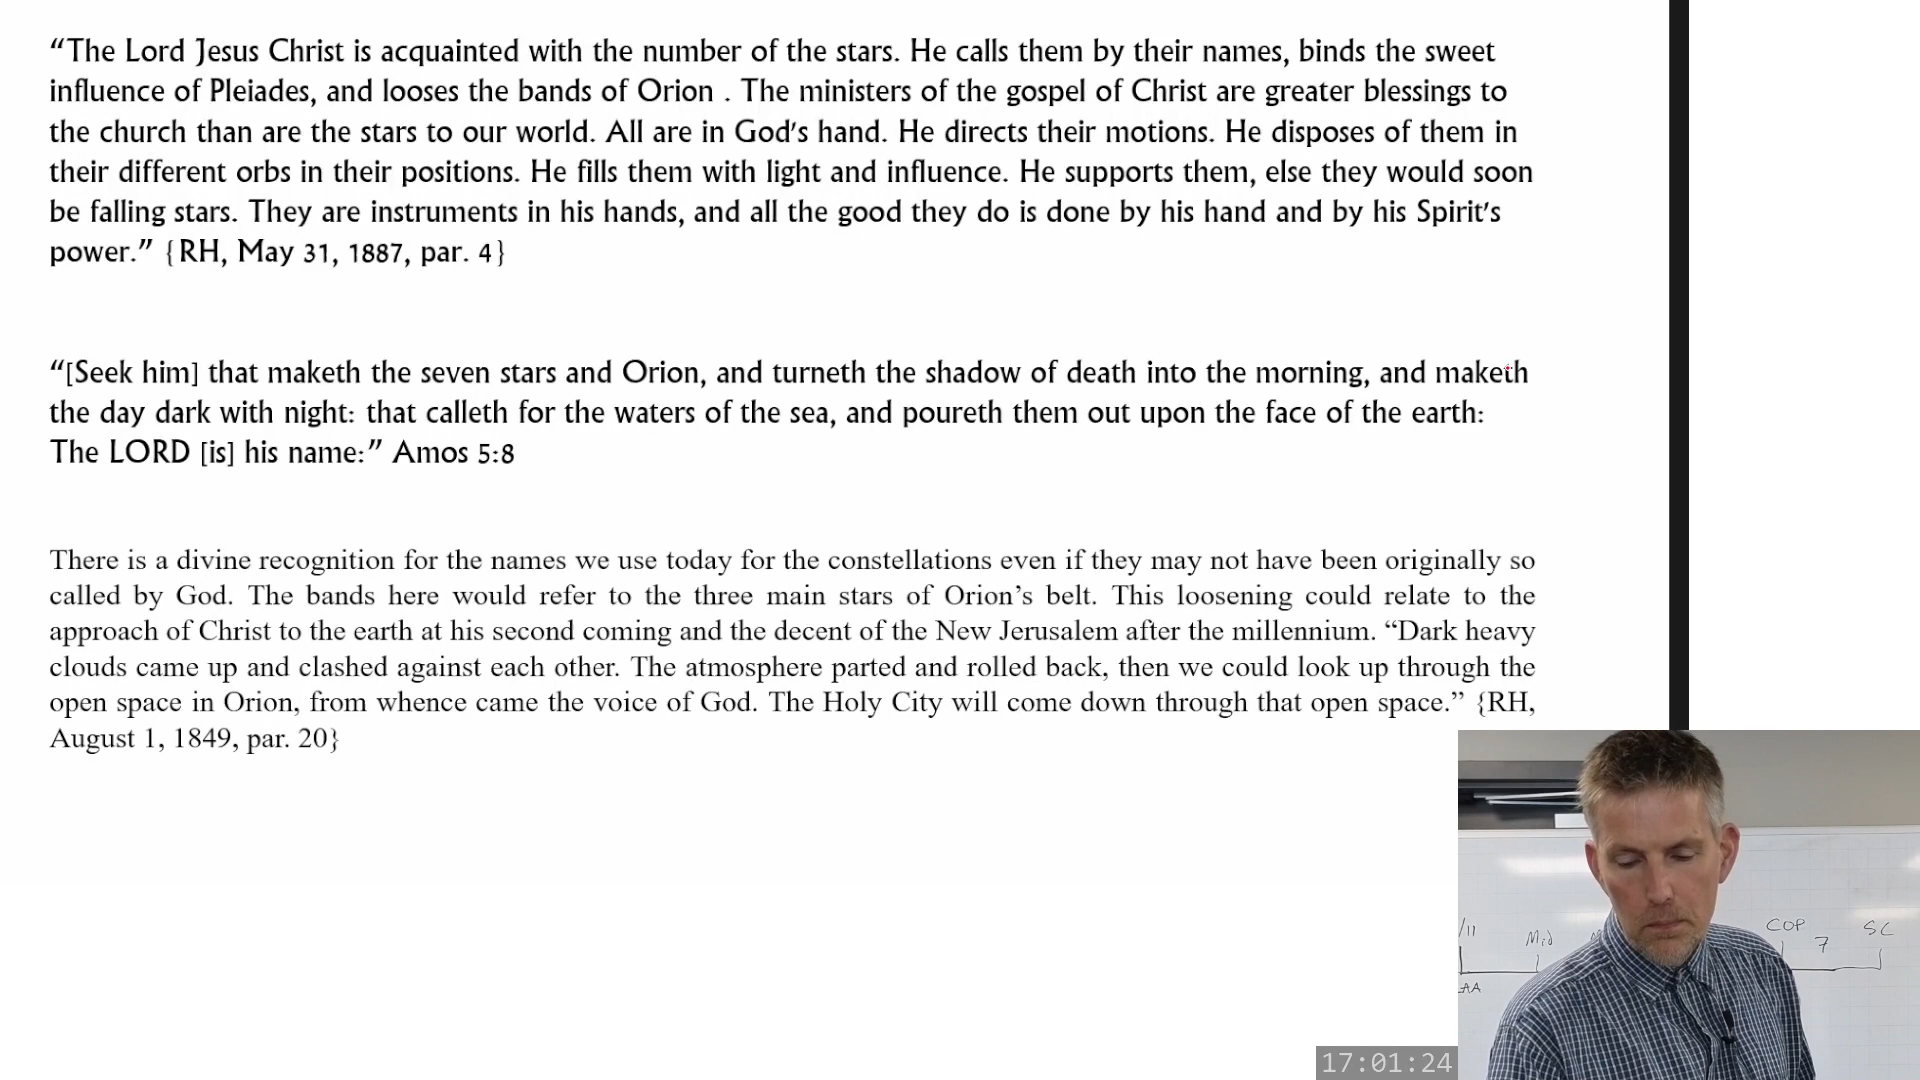 “The Lord Jesus Christ is acquainted with the number of the stars. He calls them by their names, binds the sweet
influence of Pleiades, and looses the bands of Orion . The ministers of the gospel of Christ are greater blessings to
the church than are the stars to our world. All are in God's hand. He directs their motions. He disposes of them in
their different orbs in their positions. He fills them with light and influence. He supports them, else they would soon
be falling stars. They are instruments in his hands, and all the good they do is done by his hand and by his Spirit's
power.” {RH, May 31, 1887, par. 4}
“[Seek him] that maketh the seven stars and Orion, and turneth the shadow of death into the morning, and maketh
the day dark with night: that calleth for the waters of the sea, and poureth them out upon the face of the earth:
The LORD [is] his name:” Amos 5:8
There is a divine recognition for the names we use today for the constellations even if they may not have been originally so
called by God. The bands here would refer to the three main stars of Orion’s belt. This loosening could relate to the
approach of Christ to the earth at his second coming and the decent of the New Jerusalem after the millennium. “Dark heavy
clouds came up and clashed against each other. The atmosphere parted and rolled back, then we could look up through the
open space in Orion, from whence came the voice of God. The Holy City will come down through that open space.” {RH,
August 1, 1849, par. 20}
/11 Mid COP 7 SC
AA
17:01:24